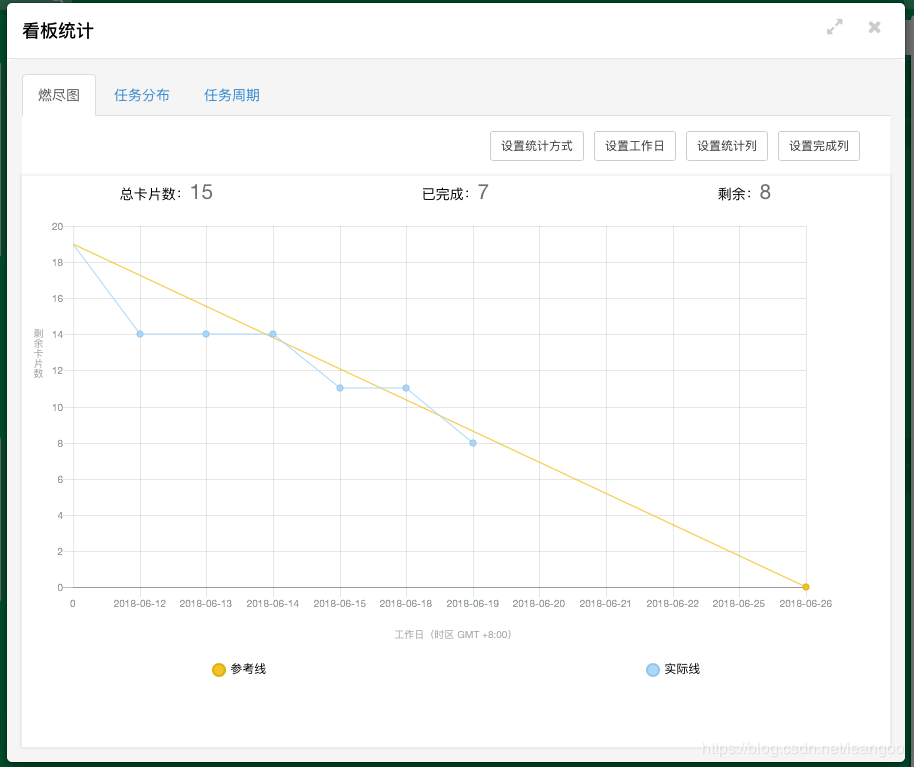 看板统计
燃尽图 任务分布 任务周期
设置统计方式 设置工作日 设置统计列 设置完成列
总卡片数：15 已完成：7 剩余：8
20
18
16
14
12
10
8
6
4
2
0
剩余卡片数
0 2018-06-12 2018-06-13 2018-06-14 2018-06-15 2018-06-18 2018-06-19 2018-06-20 2018-06-21 2018-06-22 2018-06-25 2018-06-26
工作日（时区 GMT +8:00）
参考线 实际线
https://blog.csdn.net/leangoo